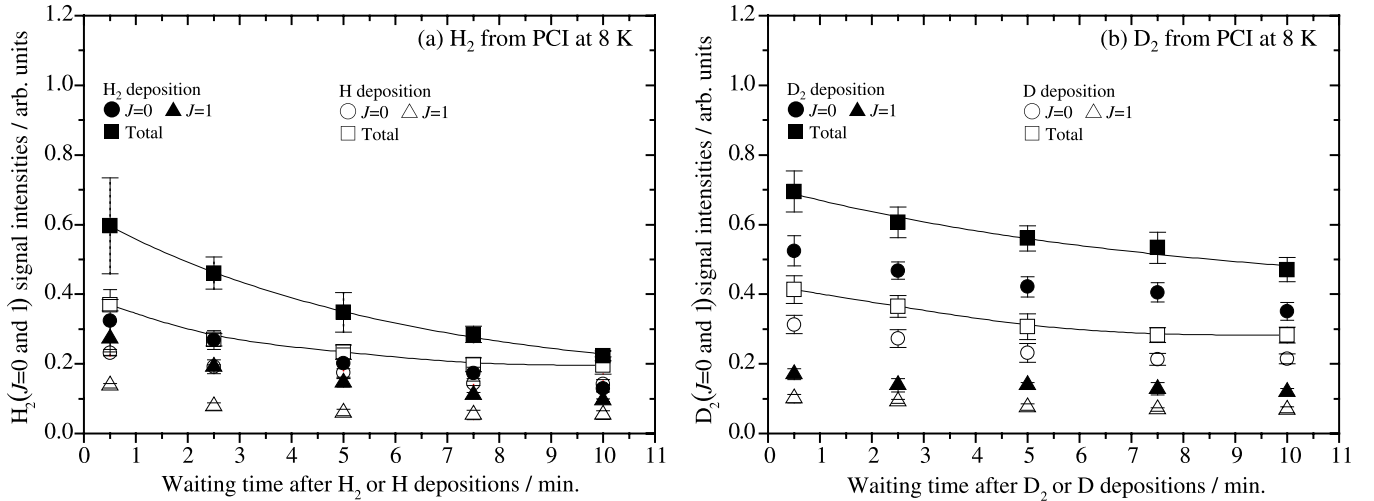 (a) H₂ from PCI at 8 K
H₂(J=0 and 1) signal intensities / arb. units
1.2
1.0
0.8
0.6
0.4
0.2
0.0
H₂ deposition
J=0 J=1
Total
H deposition
J=0 J=1
Total
0 1 2 3 4 5 6 7 8 9 10 11
Waiting time after H₂ or H depositions / min.
(b) D₂ from PCI at 8 K
D₂(J=0 and 1) signal intensities / arb. units
1.2
1.0
0.8
0.6
0.4
0.2
0.0
D₂ deposition
J=0 J=1
Total
D deposition
J=0 J=1
Total
0 1 2 3 4 5 6 7 8 9 10 11
Waiting time after D₂ or D depositions / min.